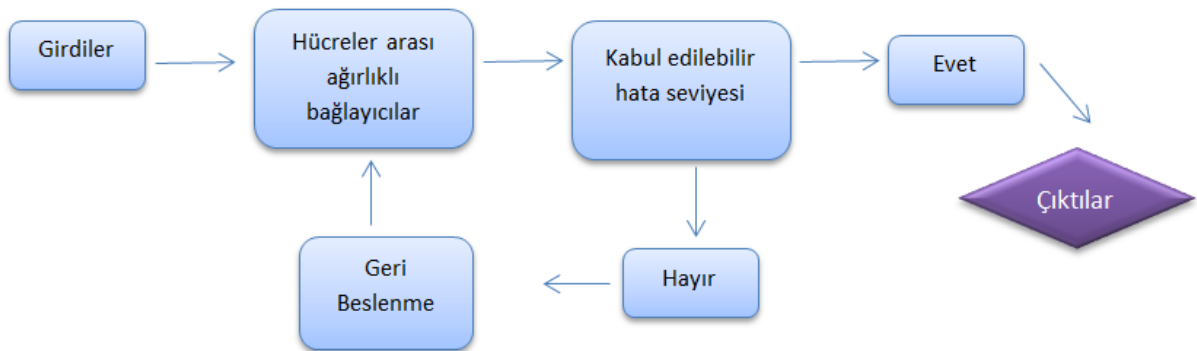 Girdiler
Hücreler arası
ağırlıklı
bağlayıcılar
Kabul edilebilir
hata seviyesi
Evet
Çıktılar
Hayır
Geri
Beslenme